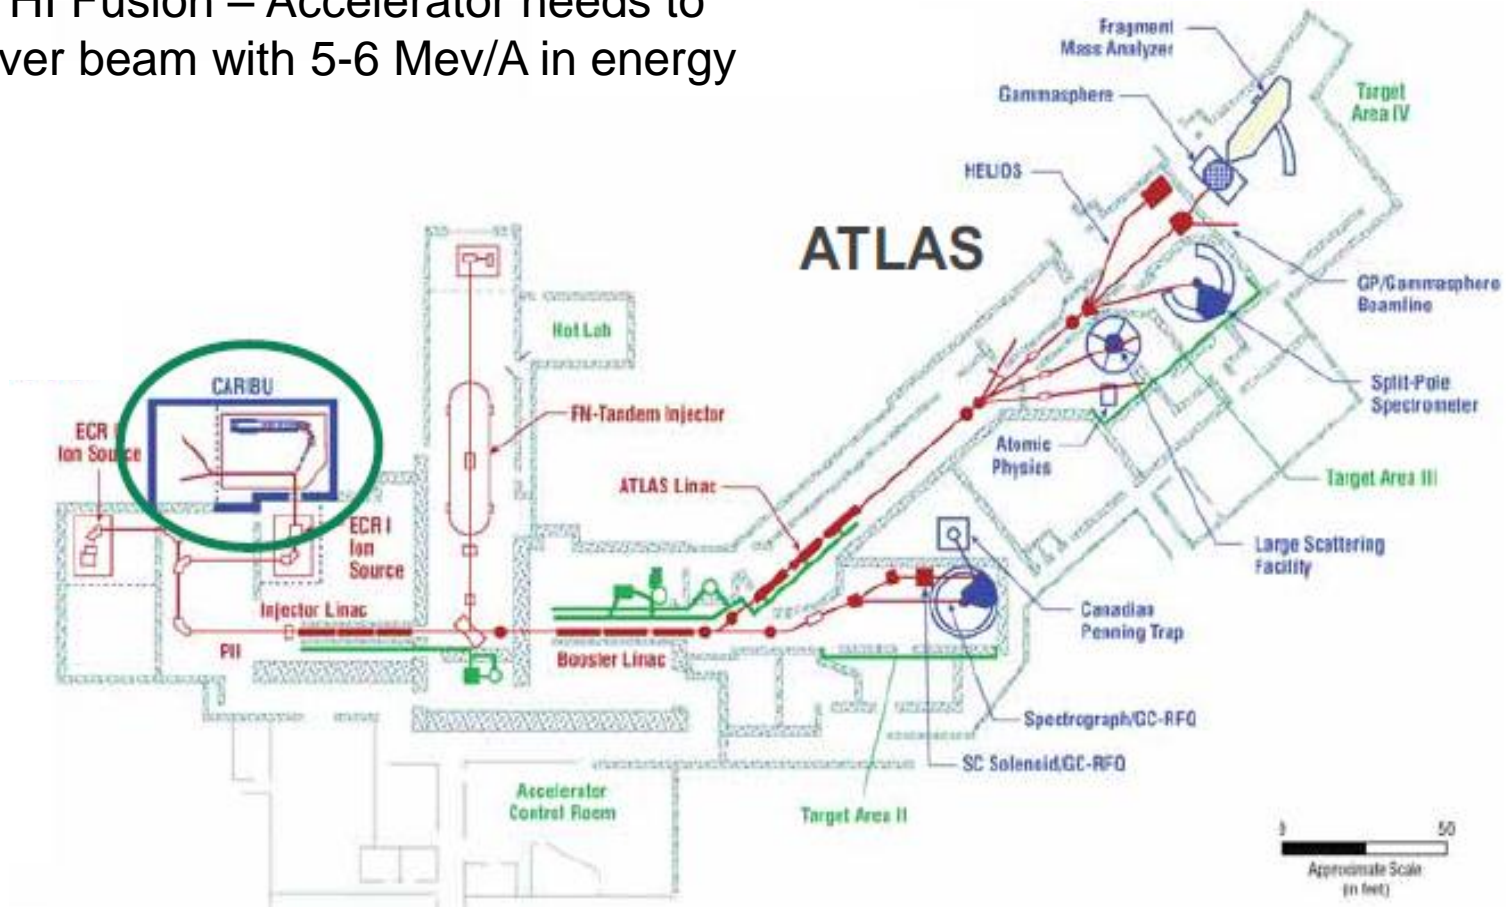 HI Fusion – Accelerator needs to
ver beam with 5-6 Mev/A in energy
Fragment
Mass Analyzer
Gammasphere
Target
Area IV
HELIOS
ATLAS
GP/Gammasphere
Beamline
Hot Lab
CARIBU
Split-Pole
Spectrometer
FN-Tandem Injector
ECR
Ion Source
Atomic
Physics
ATLAS Linac
Target Area III
ECR I
Ion
Source
Large Scattering
Facility
Injector Linac
Canadian
Penning Trap
PII
Booster Linac
Spectrograph/GC-RFQ
SC Solenoid/GC-RFQ
Accelerator
Control Room
Target Area II
50
Approximate Scale
(in feet)